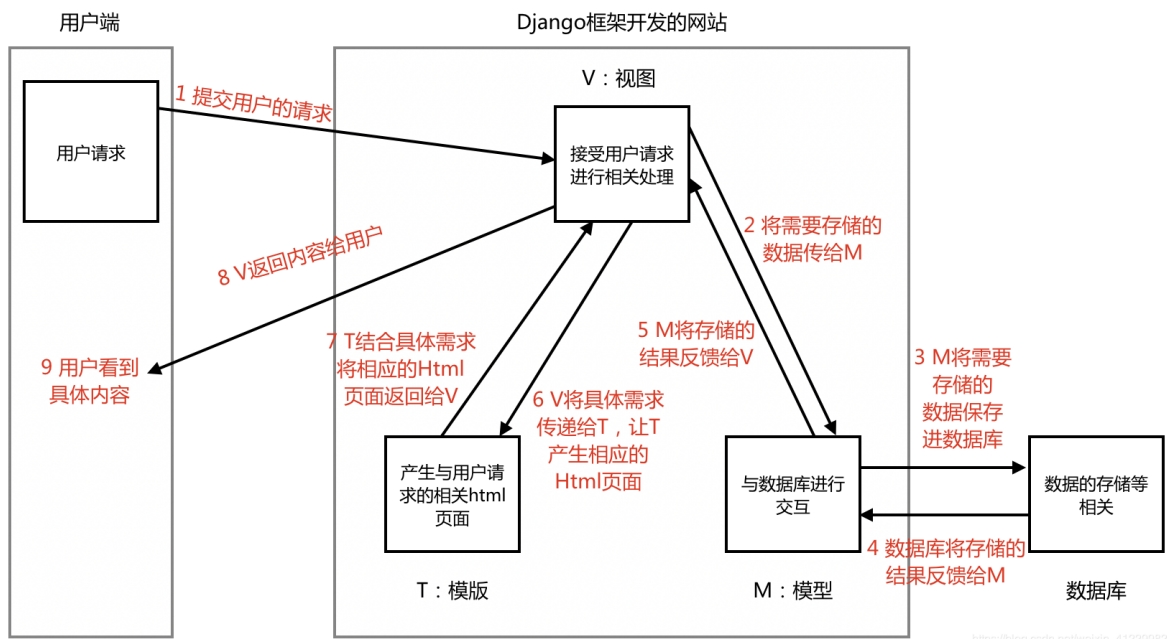 用户端
Django框架开发的网站
V：视图
1 提交用户的请求
用户请求
接受用户请求
进行相关处理
2 将需要存储的
数据传给M
8 V返回内容给用户
7 T结合具体需求
将相应的Html
页面返回给V
5 M将存储的
结果反馈给V
3 M将需要
存储的
数据保存
进数据库
9 用户看到
具体内容
6 V将具体需求
传递给T，让T
产生相应的
Html页面
产生与用户请
求的相关html
页面
与数据库进行
交互
数据的存储等
相关
4 数据库将存储的
结果反馈给M
T：模版
M：模型
数据库